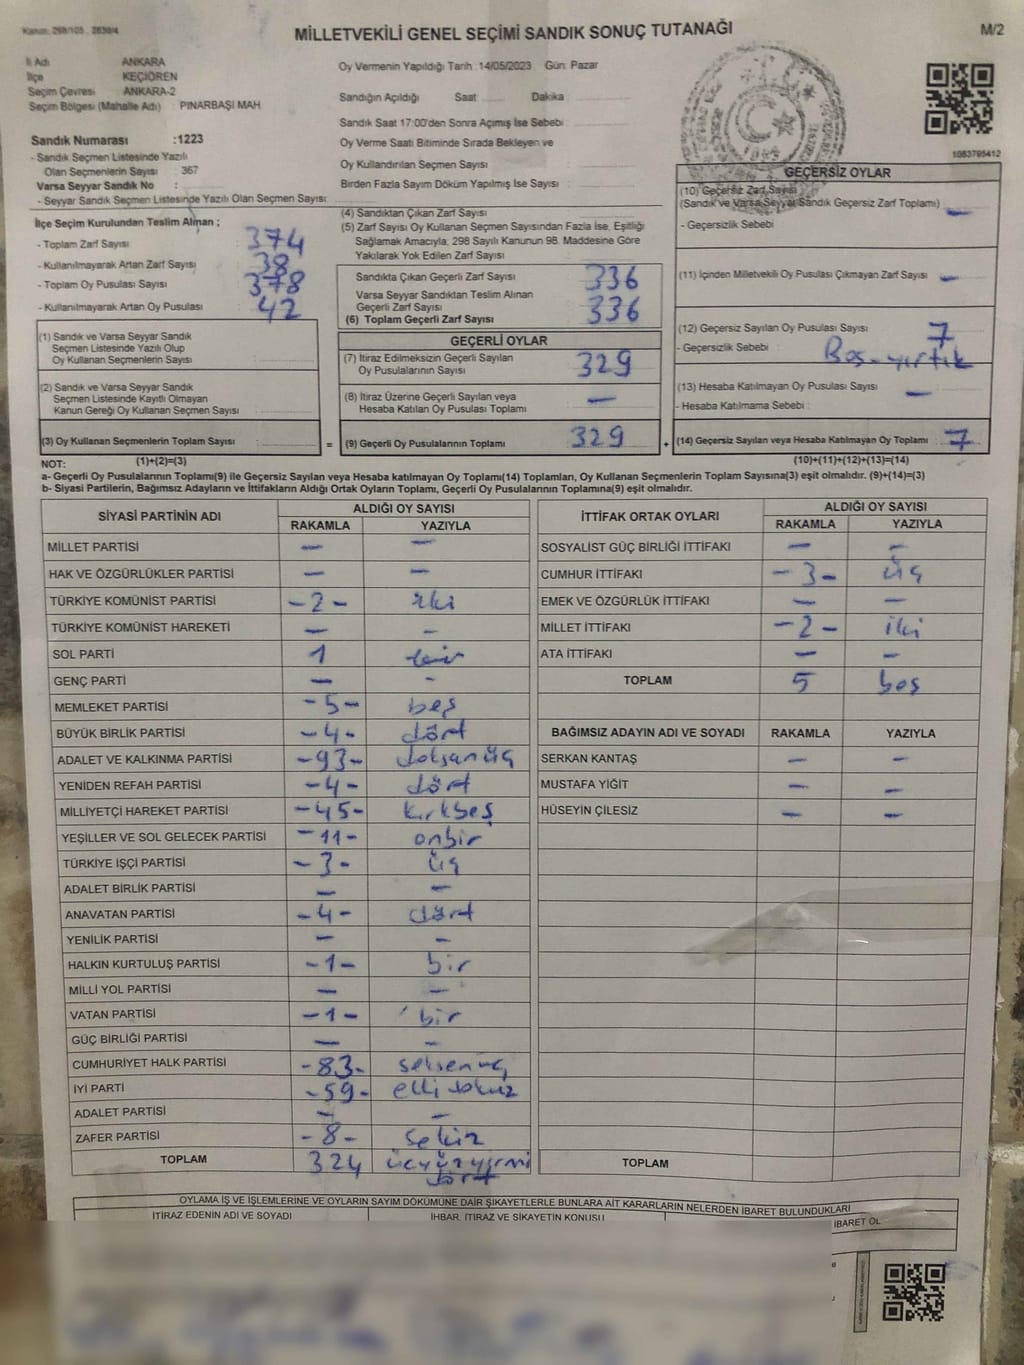 Kanun: 298/105 . 2839/4
MİLLETVEKİLİ GENEL SEÇİMİ SANDIK SONUÇ TUTANAĞI
M/2
İl Adı ANKARA
İlçe KEÇİÖREN
Seçim Çevresi ANKARA-2
Seçim Bölgesi (Mahalle Adı) : PINARBAŞI MAH.
Oy Vermenin Yapıldığı Tarih :14/05/2023 Gün: Pazar
Sandığın Açıldığı Saat Dakika
Sandık Saat 17:00'den Sonra Açımış İse Sebebi :
Oy Verme Saati Bitiminde Sırada Bekleyen ve
Oy Kullandırılan Seçmen Sayısı :
Birden Fazla Sayım Döküm Yapılmış İse Sayısı :
1083795412
Sandık Numarası :1223
- Sandık Seçmen Listesinde Yazılı
Olan Seçmenlerin Sayısı : 367
Varsa Seyyar Sandık No :
- Seyyar Sandık Seçmen Listesinde Yazılı Olan Seçmen Sayısı:
İlçe Seçim Kurulundan Teslim Alınan ;
- Toplam Zarf Sayısı : 374
- Kullanılmayarak Artan Zarf Sayısı : 38
- Toplam Oy Pusulası Sayısı : 378
- Kullanılmayarak Artan Oy Pusulası : 42
(1) Sandık ve Varsa Seyyar Sandık
Seçmen Listesinde Yazılı Olup
Oy Kullanan Seçmenlerin Sayısı :
(2) Sandık ve Varsa Seyyar Sandık
Seçmen Listesinde Kayıtlı Olmayan
Kanun Gereği Oy Kullanan Seçmen Sayısı :
(3) Oy Kullanan Seçmenlerin Toplam Sayısı :
(4) Sandıktan Çıkan Zarf Sayısı :
(5) Zarf Sayısı Oy Kullanan Seçmen Sayısından Fazla İse, Eşitliği
Sağlamak Amacıyla, 298 Sayılı Kanunun 98. Maddesine Göre
Yakılarak Yok Edilen Zarf Sayısı :
Sandıkta Çıkan Geçerli Zarf Sayısı : 336
Varsa Seyyar Sandıktan Teslim Alınan
Geçerli Zarf Sayısı : 336
(6) Toplam Geçerli Zarf Sayısı :
GEÇERLİ OYLAR
(7) İtiraz Edilmeksizin Geçerli Sayılan
Oy Pusulalarının Sayısı : 329
(8) İtiraz Üzerine Geçerli Sayılan veya
Hesaba Katılan Oy Pusulası Toplamı : —
= (9) Geçerli Oy Pusulalarının Toplamı : 329 +
GEÇERSİZ OYLAR
(10) Geçersiz Zarf Sayısı
(Sandık ve Varsa Seyyar Sandık Geçersiz Zarf Toplamı) : —
- Geçersizlik Sebebi :
(11) İçinden Milletvekili Oy Pusulası Çıkmayan Zarf Sayısı : —
(12) Geçersiz Sayılan Oy Pusulası Sayısı : 7
- Geçersizlik Sebebi : Boş-yırtık
(13) Hesaba Katılmayan Oy Pusulası Sayısı : —
- Hesaba Katılmama Sebebi :
(14) Geçersiz Sayılan veya Hesaba Katılmayan Oy Toplamı : 7
NOT: (1)+(2)=(3)
(10)+(11)+(12)+(13)=(14)
a- Geçerli Oy Pusulalarının Toplamı(9) ile Geçersiz Sayılan veya Hesaba katılmayan Oy Toplamı(14) Toplamları, Oy Kullanan Seçmenlerin Toplam Sayısına(3) eşit olmalıdır. (9)+(14)=(3)
b- Siyasi Partilerin, Bağımsız Adayların ve İttifakların Aldığı Ortak Oyların Toplamı, Geçerli Oy Pusulalarının Toplamına(9) eşit olmalıdır.
SİYASİ PARTİNİN ADI ALDIĞI OY SAYISI
RAKAMLA YAZIYLA
MİLLET PARTİSİ — —
HAK VE ÖZGÜRLÜKLER PARTİSİ — —
TÜRKİYE KOMÜNİST PARTİSİ -2- iki
TÜRKİYE KOMÜNİST HAREKETİ — —
SOL PARTİ 1 bir
GENÇ PARTİ — -
MEMLEKET PARTİSİ -5- beş
BÜYÜK BİRLİK PARTİSİ -4- dört
ADALET VE KALKINMA PARTİSİ -93- doksanüç
YENİDEN REFAH PARTİSİ -4- dört
MİLLİYETÇİ HAREKET PARTİSİ -45- kırkbeş
YEŞİLLER VE SOL GELECEK PARTİSİ -11- onbir
TÜRKİYE İŞÇİ PARTİSİ -3- üç
ADALET BİRLİK PARTİSİ — —
ANAVATAN PARTİSİ -4- dört
YENİLİK PARTİSİ — —
HALKIN KURTULUŞ PARTİSİ -1- bir
MİLLİ YOL PARTİSİ — —
VATAN PARTİSİ -1- bir
GÜÇ BİRLİĞİ PARTİSİ — —
CUMHURİYET HALK PARTİSİ -83- seksenüç
İYİ PARTİ -59- elli dokuz
ADALET PARTİSİ — —
ZAFER PARTİSİ -8- sekiz
TOPLAM 324 üçyüzyirmi
dört
İTTİFAK ORTAK OYLARI ALDIĞI OY SAYISI
RAKAMLA YAZIYLA
SOSYALİST GÜÇ BİRLİĞİ İTTİFAKI — —
CUMHUR İTTİFAKI -3- üç
EMEK VE ÖZGÜRLÜK İTTİFAKI — —
MİLLET İTTİFAKI -2- iki
ATA İTTİFAKI — —
TOPLAM 5 beş
BAĞIMSIZ ADAYIN ADI VE SOYADI RAKAMLA YAZIYLA
SERKAN KANTAŞ — —
MUSTAFA YİĞİT — —
HÜSEYİN ÇİLESİZ — —
TOPLAM
OYLAMA İŞ VE İŞLEMLERİNE VE OYLARIN SAYIM DÖKÜMÜNE DAİR ŞİKAYETLERLE BUNLARA AİT KARARLARIN NELERDEN İBARET BULUNDUKLARI
İTİRAZ EDENİN ADI VE SOYADI İHBAR, İTİRAZ VE ŞİKAYETİN KONUSU İBARET OL